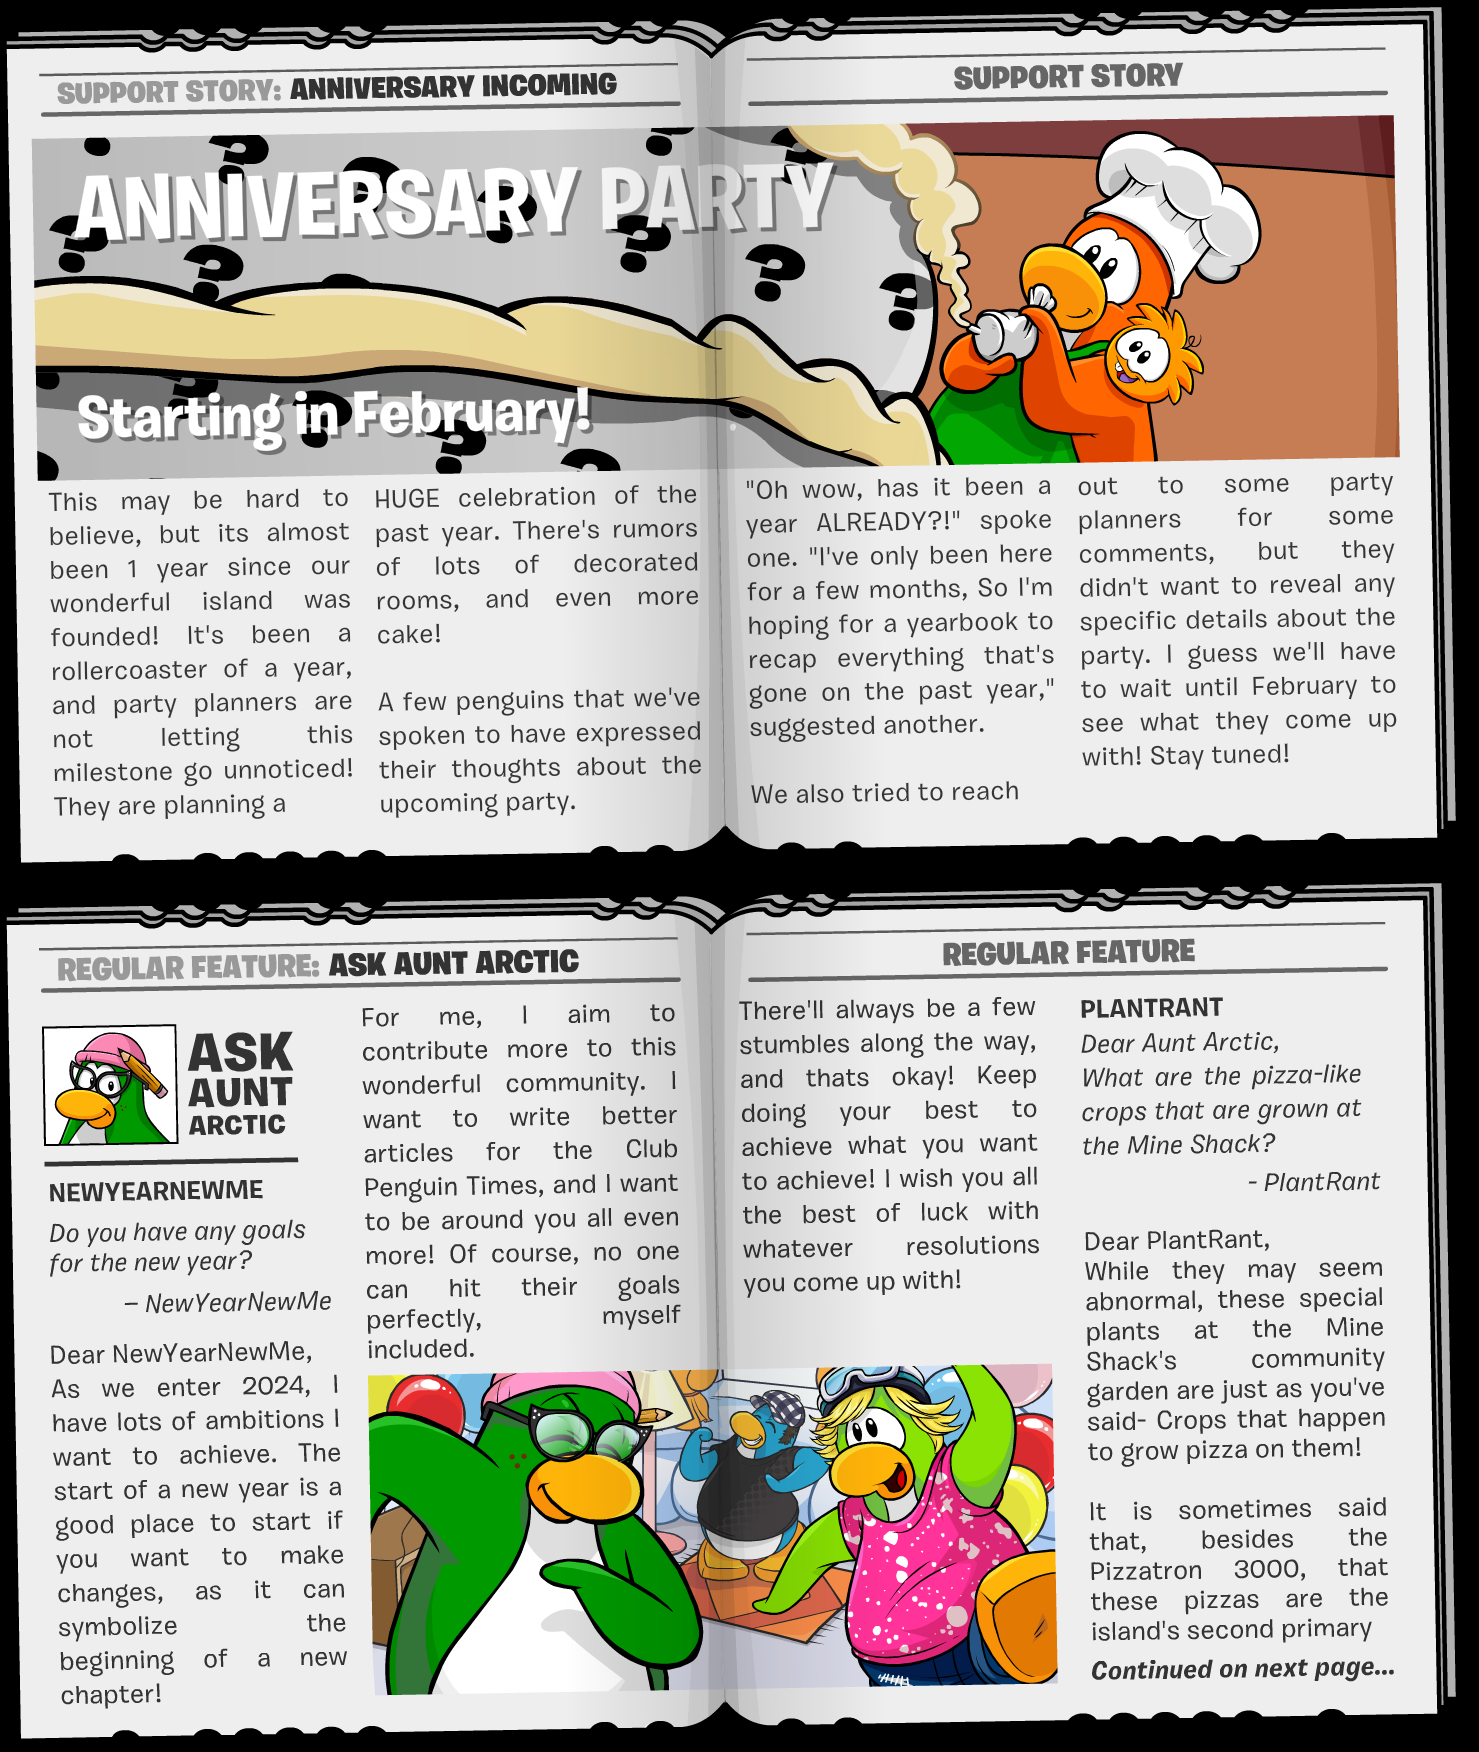 SUPPORT STORY: ANNIVERSARY INCOMING
SUPPORT STORY
ANNIVERSARY PARTY
Starting in February!
This may be hard to
believe, but its almost
been 1 year since our
wonderful island was
founded! It's been a
rollercoaster of a year,
and party planners are
not letting this
milestone go unnoticed!
They are planning a
HUGE celebration of the
past year. There's rumors
of lots of decorated
rooms, and even more
cake!
A few penguins that we've
spoken to have expressed
their thoughts about the
upcoming party.
"Oh wow, has it been a
year ALREADY?!" spoke
one. "I've only been here
for a few months, So I'm
hoping for a yearbook to
recap everything that's
gone on the past year,"
suggested another.
We also tried to reach
out to some party
planners for some
comments, but they
didn't want to reveal any
specific details about the
party. I guess we'll have
to wait until February to
see what they come up
with! Stay tuned!
REGULAR FEATURE: ASK AUNT ARCTIC
REGULAR FEATURE
ASK
AUNT
ARCTIC
NEWYEARNEWME
Do you have any goals
for the new year?
– NewYearNewMe
Dear NewYearNewMe,
As we enter 2024, I
have lots of ambitions I
want to achieve. The
start of a new year is a
good place to start if
you want to make
changes, as it can
symbolize the
beginning of a new
chapter!
For me, I aim to
contribute more to this
wonderful community. I
want to write better
articles for the Club
Penguin Times, and I want
to be around you all even
more! Of course, no one
can hit their goals
perfectly, myself
included.
There'll always be a few
stumbles along the way,
and thats okay! Keep
doing your best to
achieve what you want
to achieve! I wish you all
the best of luck with
whatever resolutions
you come up with!
PLANTRANT
Dear Aunt Arctic,
What are the pizza-like
crops that are grown at
the Mine Shack?
- PlantRant
Dear PlantRant,
While they may seem
abnormal, these special
plants at the Mine
Shack's community
garden are just as you've
said- Crops that happen
to grow pizza on them!
It is sometimes said
that, besides the
Pizzatron 3000, that
these pizzas are the
island's second primary
Continued on next page...